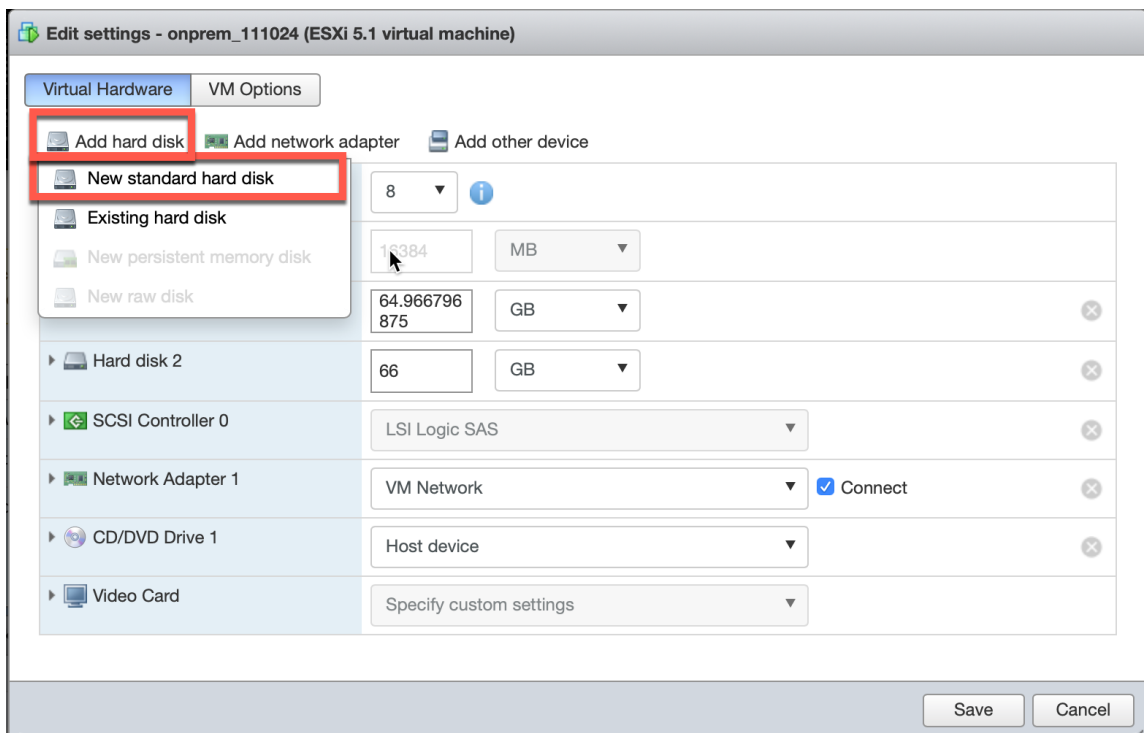 Edit settings - onprem_111024 (ESXi 5.1 virtual machine)
Virtual Hardware VM Options
Add hard disk Add network adapter Add other device
New standard hard disk
8
Existing hard disk
New persistent memory disk
16384 MB
New raw disk
64.966796
875
GB
Hard disk 2
66 GB
SCSI Controller 0
LSI Logic SAS
Network Adapter 1
VM Network Connect
CD/DVD Drive 1
Host device
Video Card
Specify custom settings
Save Cancel